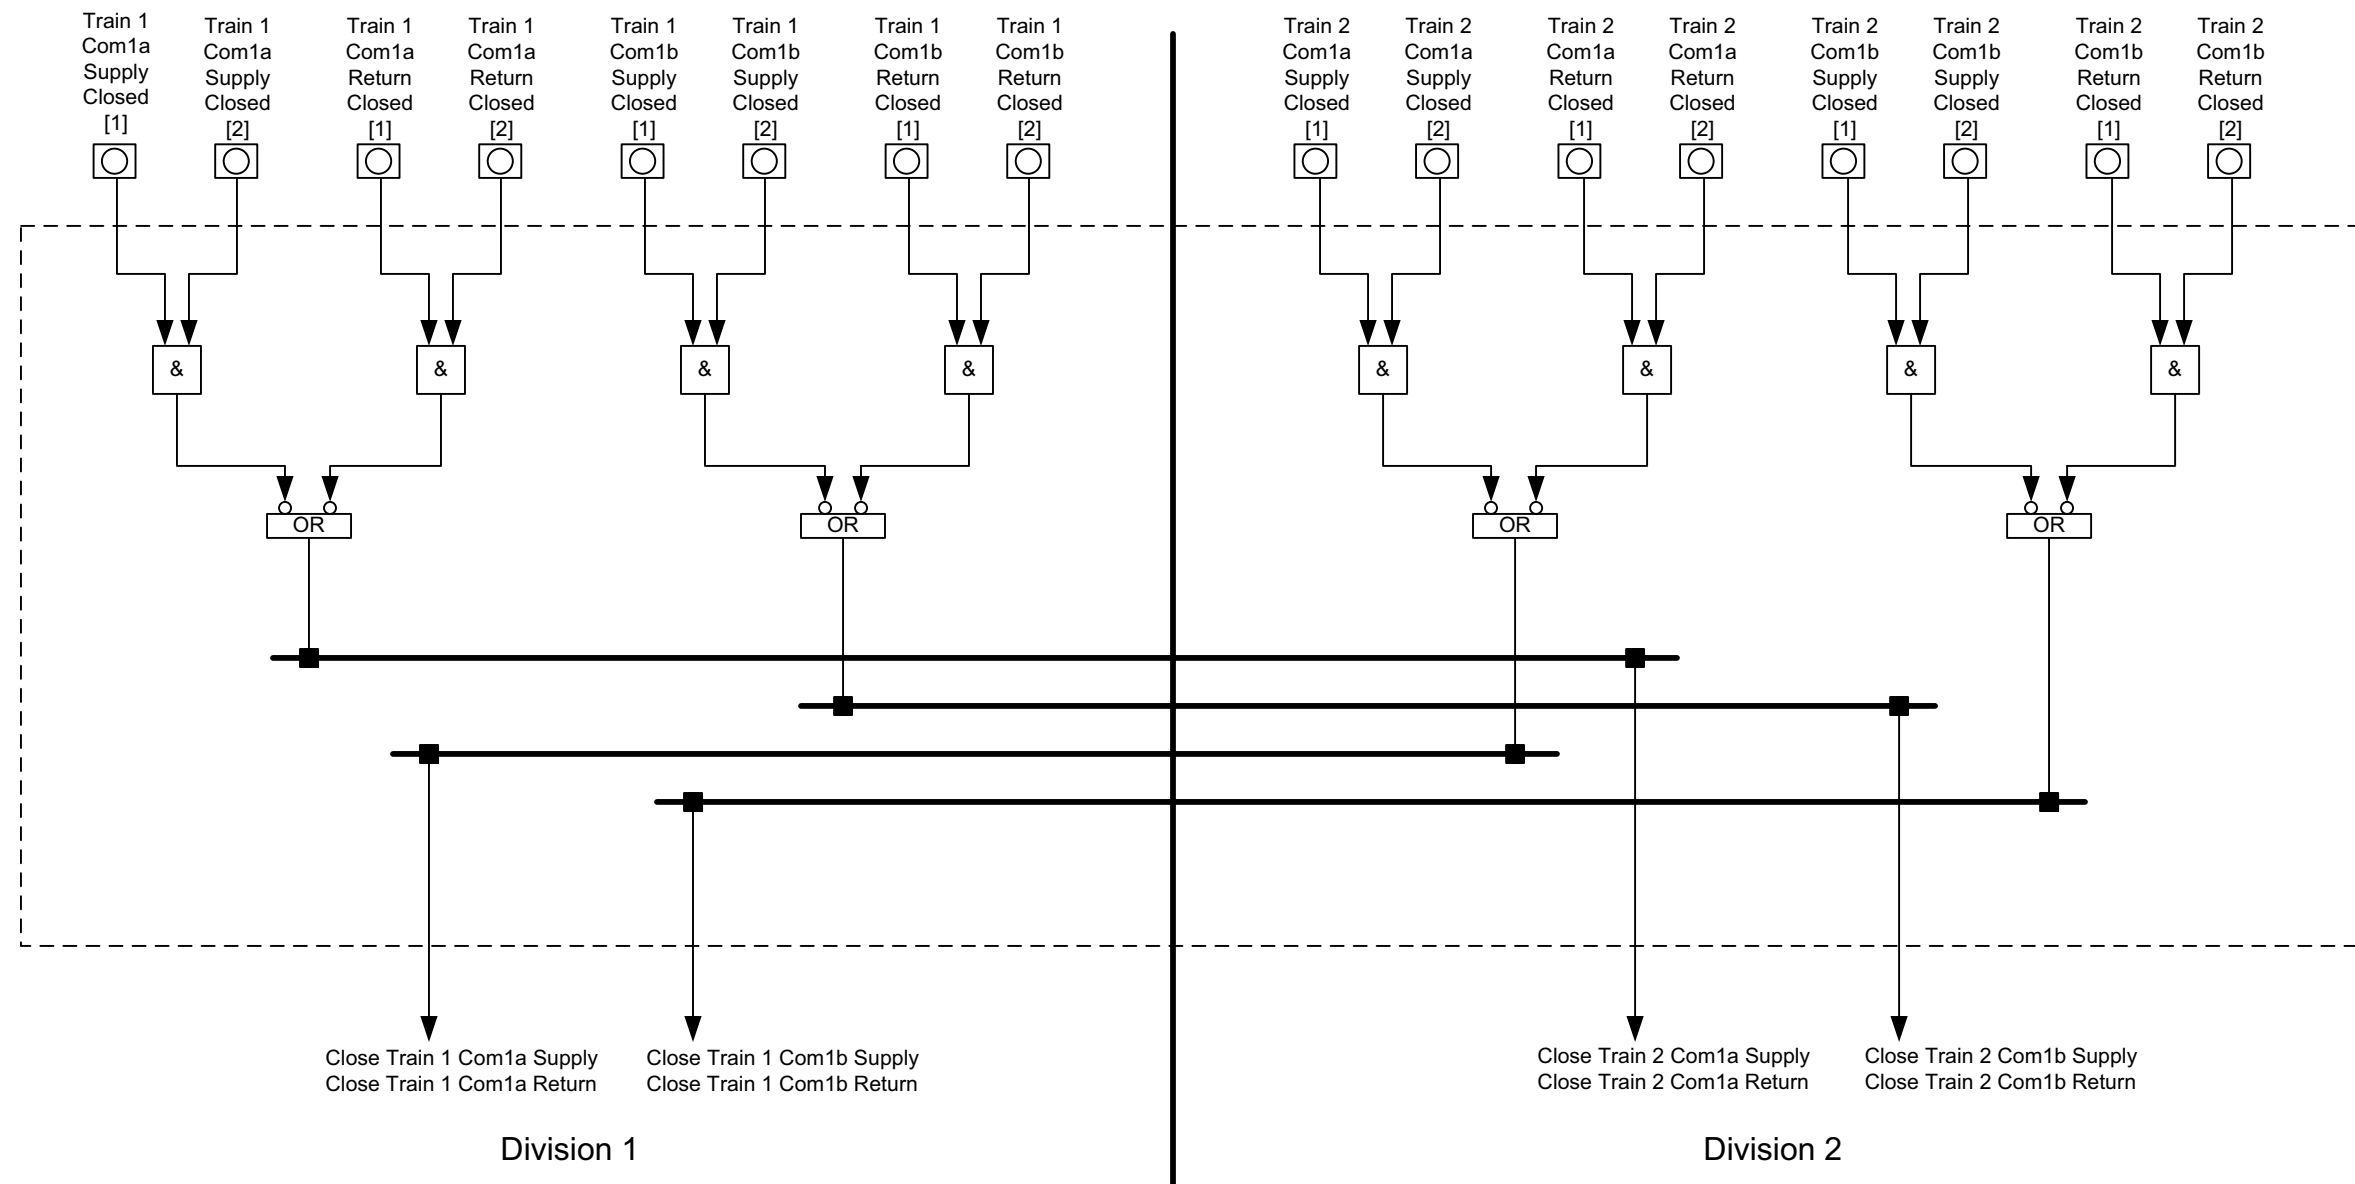 Train 1
Com1a
Supply
Closed
[1]
Train 1
Com1a
Supply
Closed
[2]
Train 1
Com1a
Return
Closed
[1]
Train 1
Com1a
Return
Closed
[2]
Train 1
Com1b
Supply
Closed
[1]
Train 1
Com1b
Supply
Closed
[2]
Train 1
Com1b
Return
Closed
[1]
Train 1
Com1b
Return
Closed
[2]
Train 2
Com1a
Supply
Closed
[1]
Train 2
Com1a
Supply
Closed
[2]
Train 2
Com1a
Return
Closed
[1]
Train 2
Com1a
Return
Closed
[2]
Train 2
Com1b
Supply
Closed
[1]
Train 2
Com1b
Supply
Closed
[2]
Train 2
Com1b
Return
Closed
[1]
Train 2
Com1b
Return
Closed
[2]
&
&
&
&
&
&
&
&
OR
OR
OR
OR
Close Train 1 Com1a Supply
Close Train 1 Com1a Return
Close Train 1 Com1b Supply
Close Train 1 Com1b Return
Close Train 2 Com1a Supply
Close Train 2 Com1a Return
Close Train 2 Com1b Supply
Close Train 2 Com1b Return
Division 1
Division 2